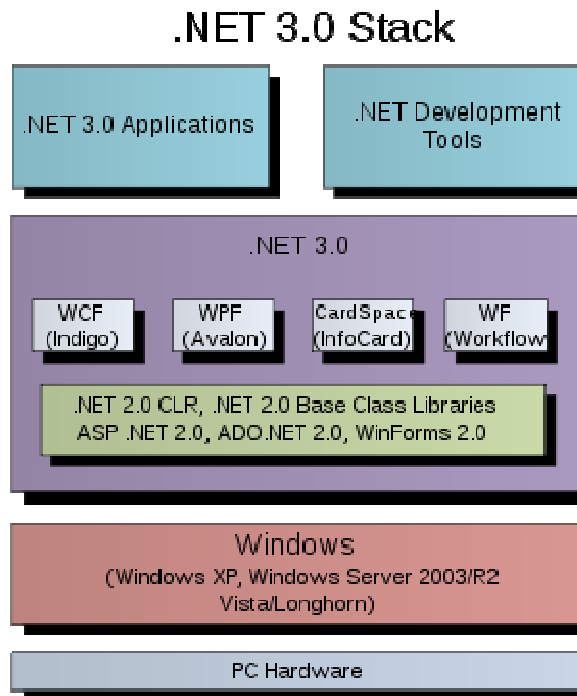 .NET 3.0 Stack
.NET 3.0 Applications
.NET Development
Tools
.NET 3.0
WCF
(Indigo)
WPF
(Avalon)
CardSpace
(InfoCard)
WF
(Workflow
.NET 2.0 CLR, .NET 2.0 Base Class Libraries
ASP .NET 2.0, ADO.NET 2.0, WinForms 2.0
Windows
(Windows XP, Windows Server 2003/R2
Vista/Longhorn)
PC Hardware